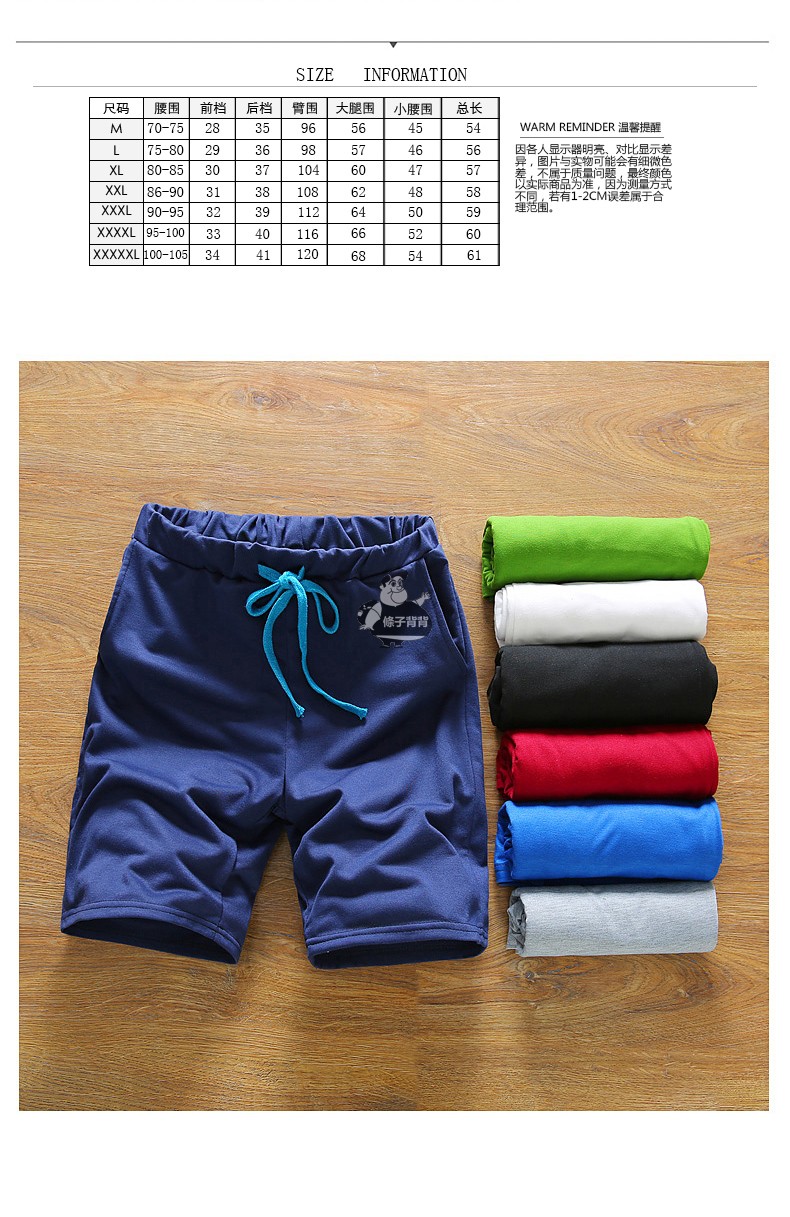 SIZE INFORMATION
尺码 腰围 前档 后档 臂围 大腿围 小腰围 总长
M 70-75 28 35 96 56 45 54
L 75-80 29 36 98 57 46 56
XL 80-85 30 37 104 60 47 57
XXL 86-90 31 38 108 62 48 58
XXXL 90-95 32 39 112 64 50 59
XXXXL 95-100 33 40 116 66 52 60
XXXXXL 100-105 34 41 120 68 54 61
WARM REMINDER 温馨提醒
因各人显示器明亮、对比显示差
异，图片与实物可能会有细微色
差，不属于质量问题，最终颜色
以实际商品为准，因为测量方式
不同，若有1-2CM误差属于合
理范围。
條子背背